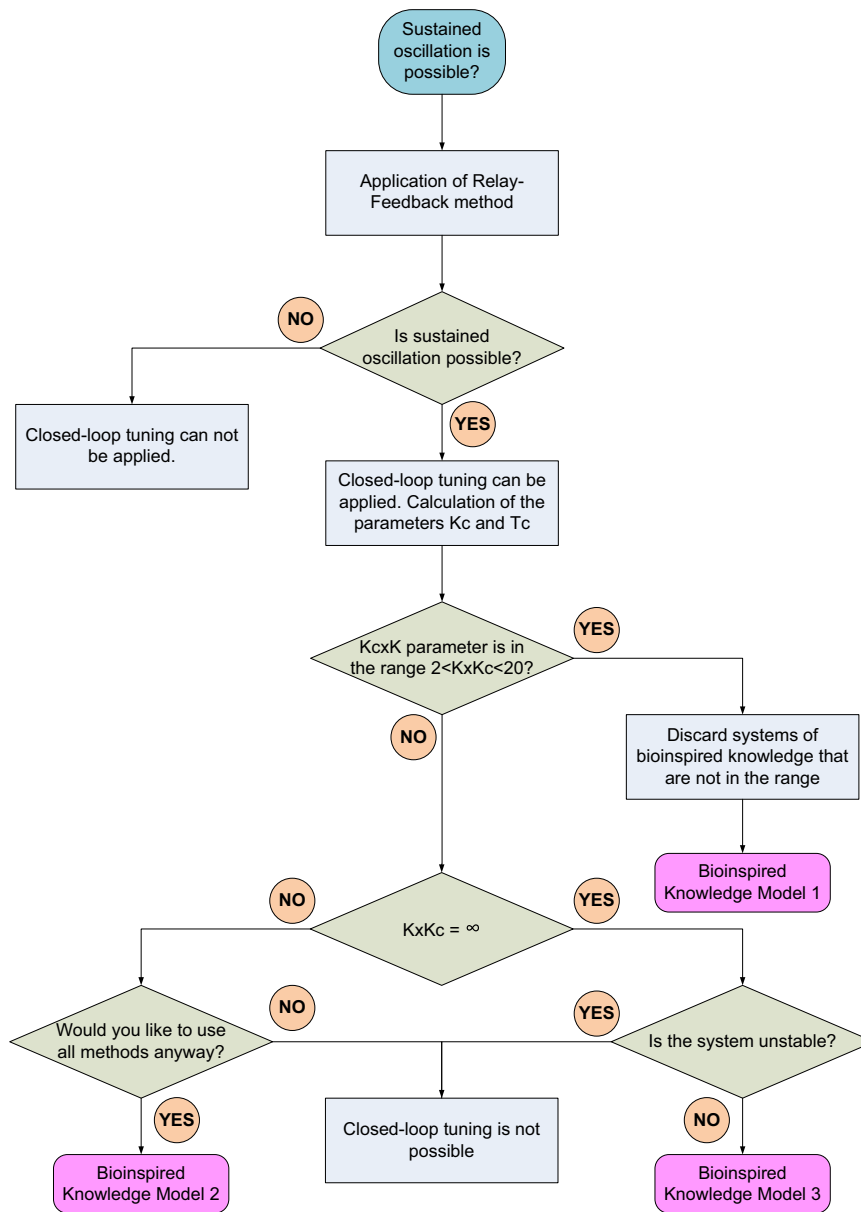 Sustained
oscillation is
possible?
Application of Relay-
Feedback method
NO
Is sustained
oscillation possible?
YES
Closed-loop tuning can not
be applied.
Closed-loop tuning can be
applied. Calculation of the
parameters Kc and Tc
YES
KcxK parameter is in
the range 2<KxKc<20?
NO
Discard systems of
bioinspired knowledge that
are not in the range
Bioinspired
Knowledge Model 1
NO
YES
KxKc = ∞
NO
YES
Would you like to use
all methods anyway?
Is the system unstable?
YES
NO
Closed-loop tuning is not
possible
Bioinspired
Knowledge Model 2
Bioinspired
Knowledge Model 3